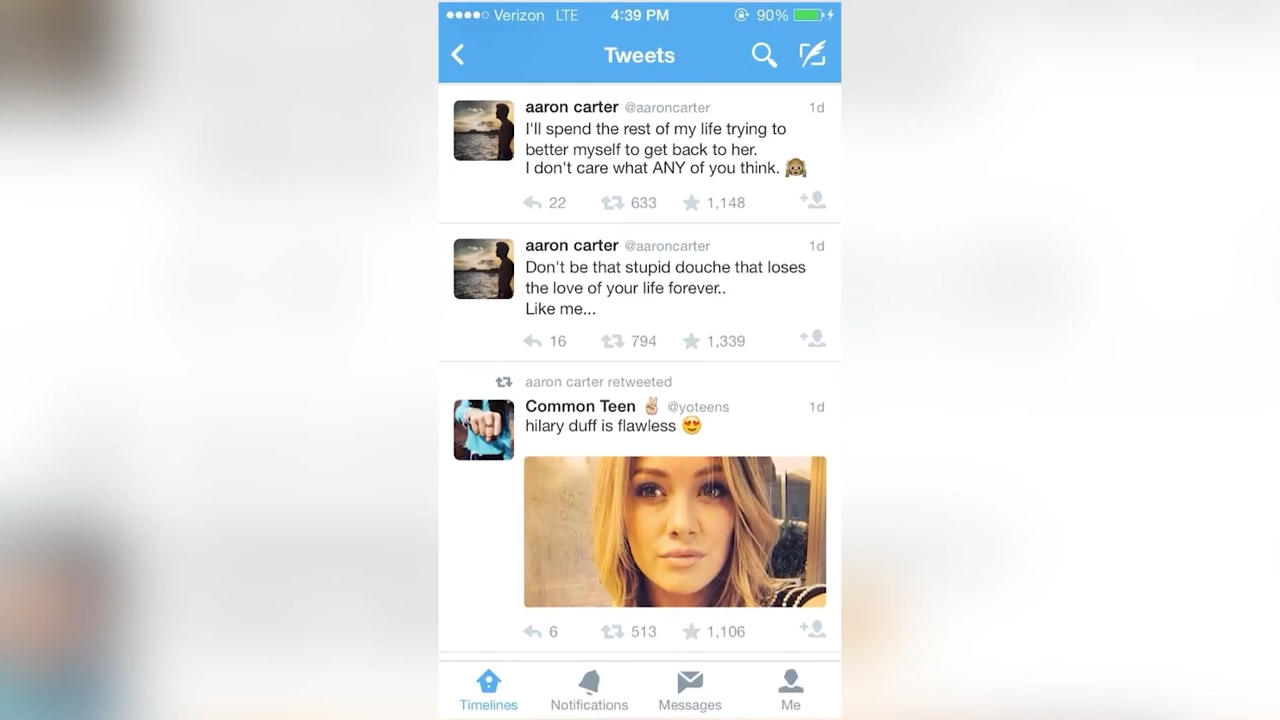 Verizon LTE 4:39 PM 90%
Tweets
aaron carter @aaroncarter 1d
I'll spend the rest of my life trying to
better myself to get back to her.
I don't care what ANY of you think. 🙉
22 633 1,148
aaron carter @aaroncarter 1d
Don't be that stupid douche that loses
the love of your life forever..
Like me...
16 794 1,339
aaron carter retweeted
Common Teen ✌🏼 @yoteens 1d
hilary duff is flawless 😍
6 513 1,106
Timelines Notifications Messages Me